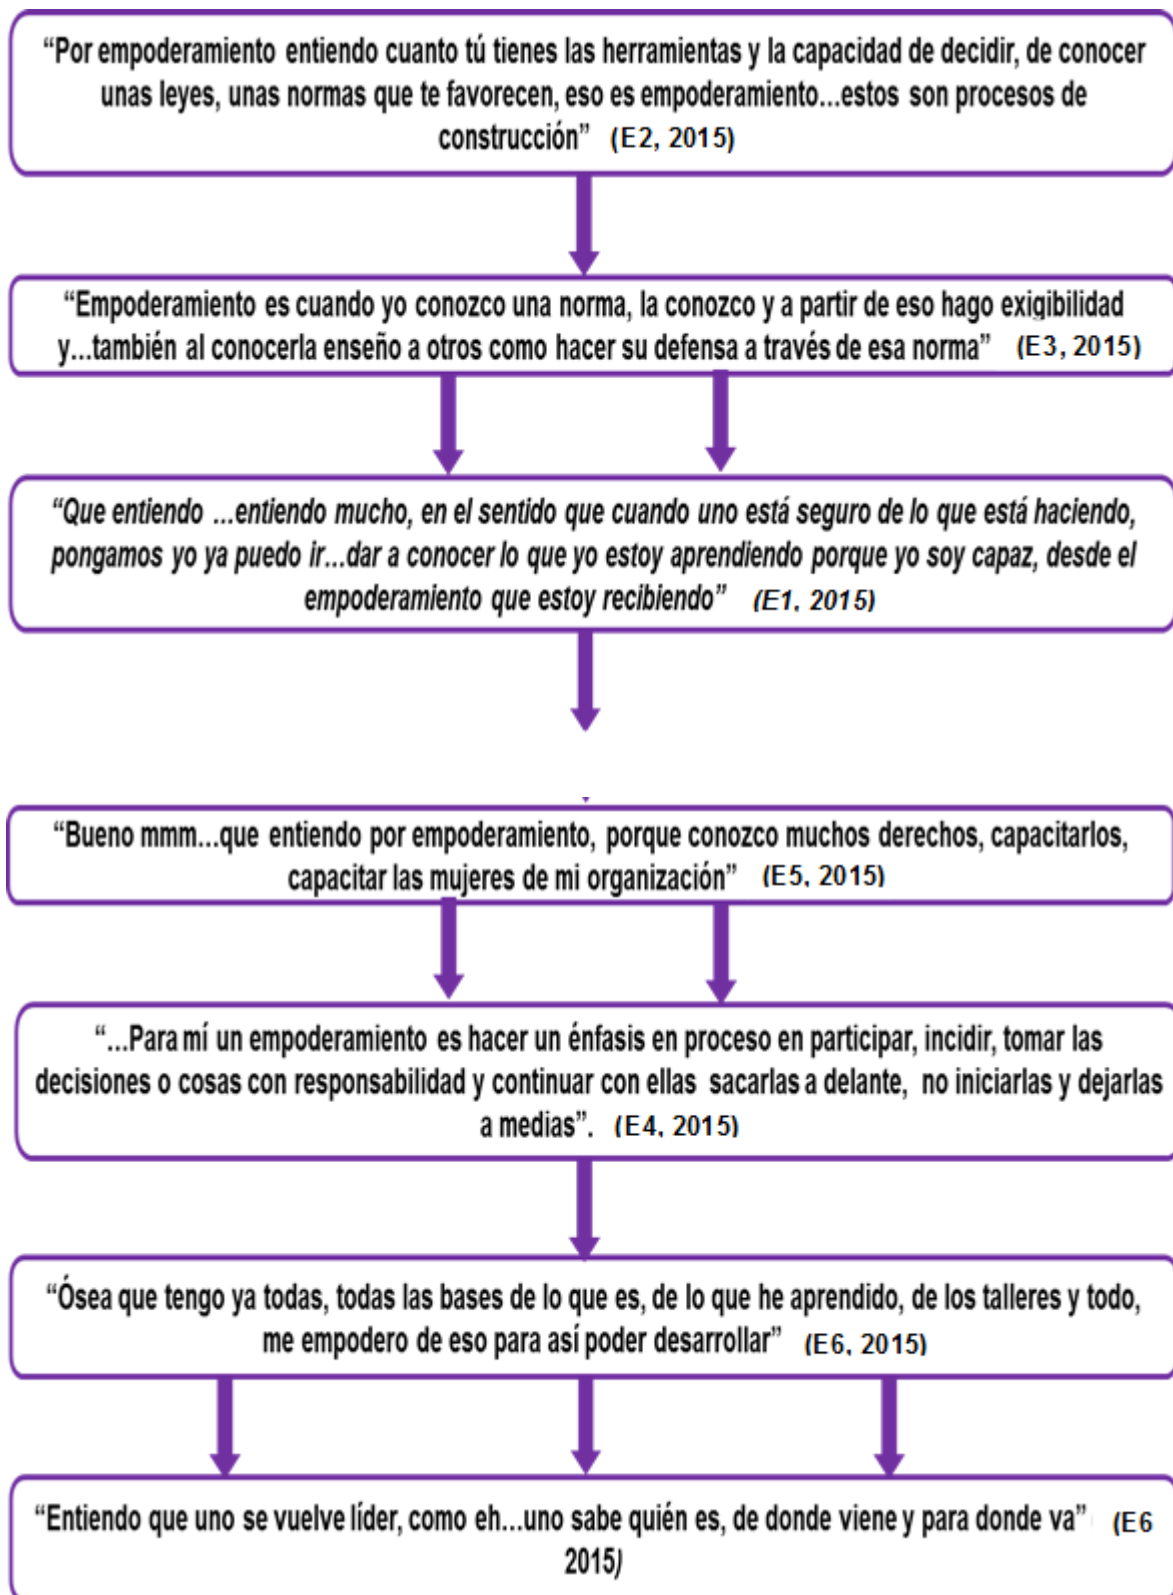 “Por empoderamiento entiendo cuanto tú tienes las herramientas y la capacidad de decidir, de conocer
unas leyes, unas normas que te favorecen, eso es empoderamiento...estos son procesos de
construcción” (E2, 2015)
“Empoderamiento es cuando yo conozco una norma, la conozco y a partir de eso hago exigibilidad
y...también al conocerla enseño a otros como hacer su defensa a través de esa norma” (E3, 2015)
“Que entiendo ...entiendo mucho, en el sentido que cuando uno está seguro de lo que está haciendo,
pongamos yo ya puedo ir...dar a conocer lo que yo estoy aprendiendo porque yo soy capaz, desde el
empoderamiento que estoy recibiendo” (E1, 2015)
“Bueno mmm...que entiendo por empoderamiento, porque conozco muchos derechos, capacitarlos,
capacitar las mujeres de mi organización” (E5, 2015)
“...Para mí un empoderamiento es hacer un énfasis en proceso en participar, incidir, tomar las
decisiones o cosas con responsabilidad y continuar con ellas sacarlas a delante, no iniciarlas y dejarlas
a medias”. (E4, 2015)
“Ósea que tengo ya todas, todas las bases de lo que es, de lo que he aprendido, de los talleres y todo,
me empodero de eso para así poder desarrollar” (E6, 2015)
“Entiendo que uno se vuelve líder, como eh...uno sabe quién es, de donde viene y para donde va” (E6
2015)